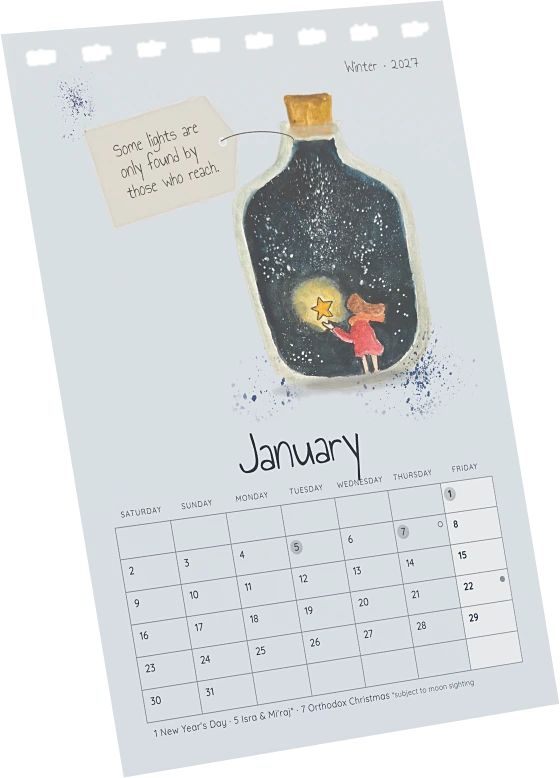 Winter · 2027
Some lights are
only found by
those who reach.
January
SATURDAY SUNDAY MONDAY TUESDAY WEDNESDAY THURSDAY FRIDAY
1
2 3 4 5 6 7 8
9 10 11 12 13 14 15
16 17 18 19 20 21 22
23 24 25 26 27 28 29
30 31
1 New Year's Day · 5 Isra & Mi'raj* · 7 Orthodox Christmas *subject to moon sighting